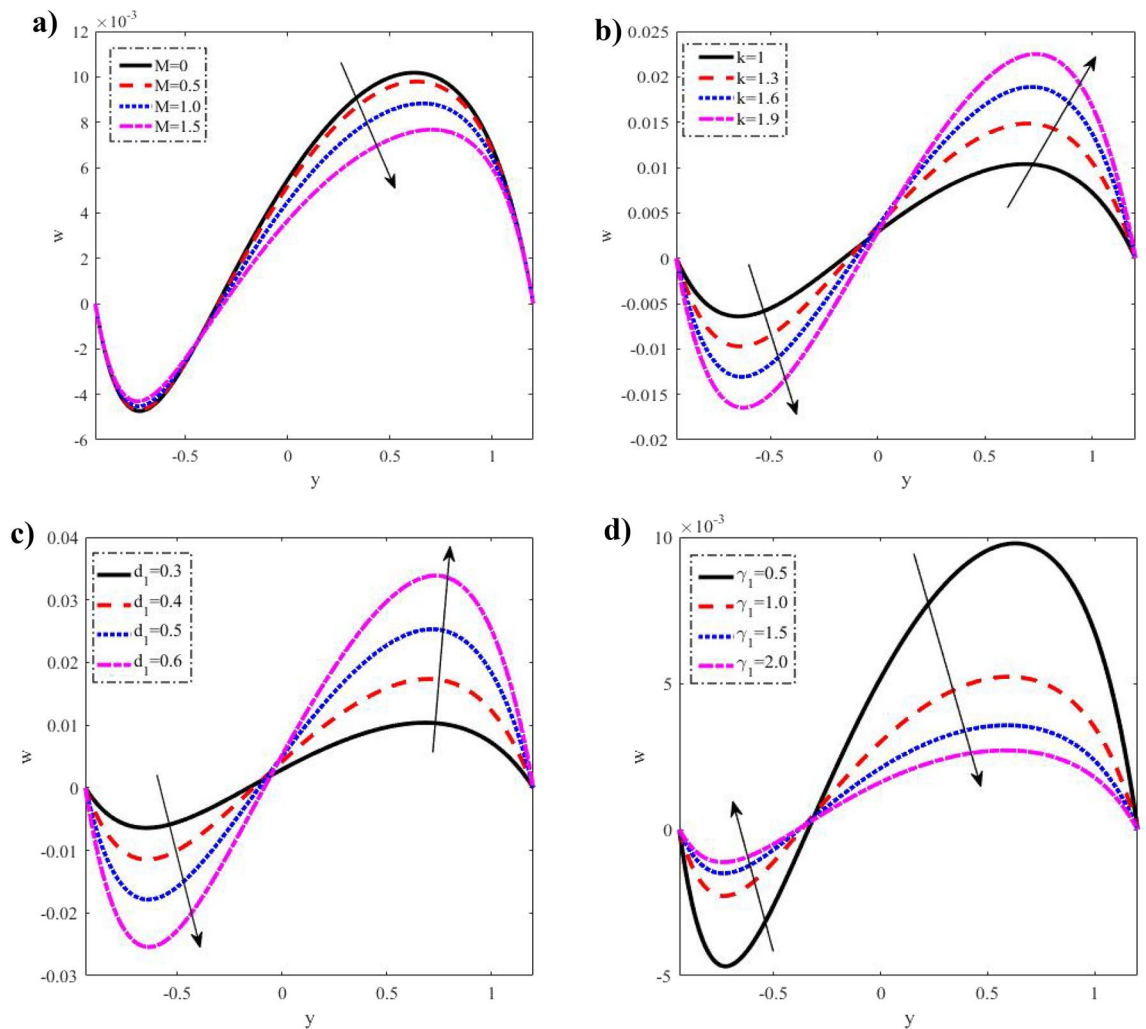 a)
×10⁻³
12
10
8
6
4
2
0
-2
-4
-6
w
-0.5 0 0.5 1
y
M=0
M=0.5
M=1.0
M=1.5
b)
0.025
0.02
0.015
0.01
0.005
0
-0.005
-0.01
-0.015
-0.02
w
-0.5 0 0.5 1
y
k=1
k=1.3
k=1.6
k=1.9
c)
0.04
0.03
0.02
0.01
0
-0.01
-0.02
-0.03
w
-0.5 0 0.5 1
y
d₁=0.3
d₁=0.4
d₁=0.5
d₁=0.6
d)
×10⁻³
10
5
0
-5
w
-0.5 0 0.5 1
y
γ₁=0.5
γ₁=1.0
γ₁=1.5
γ₁=2.0